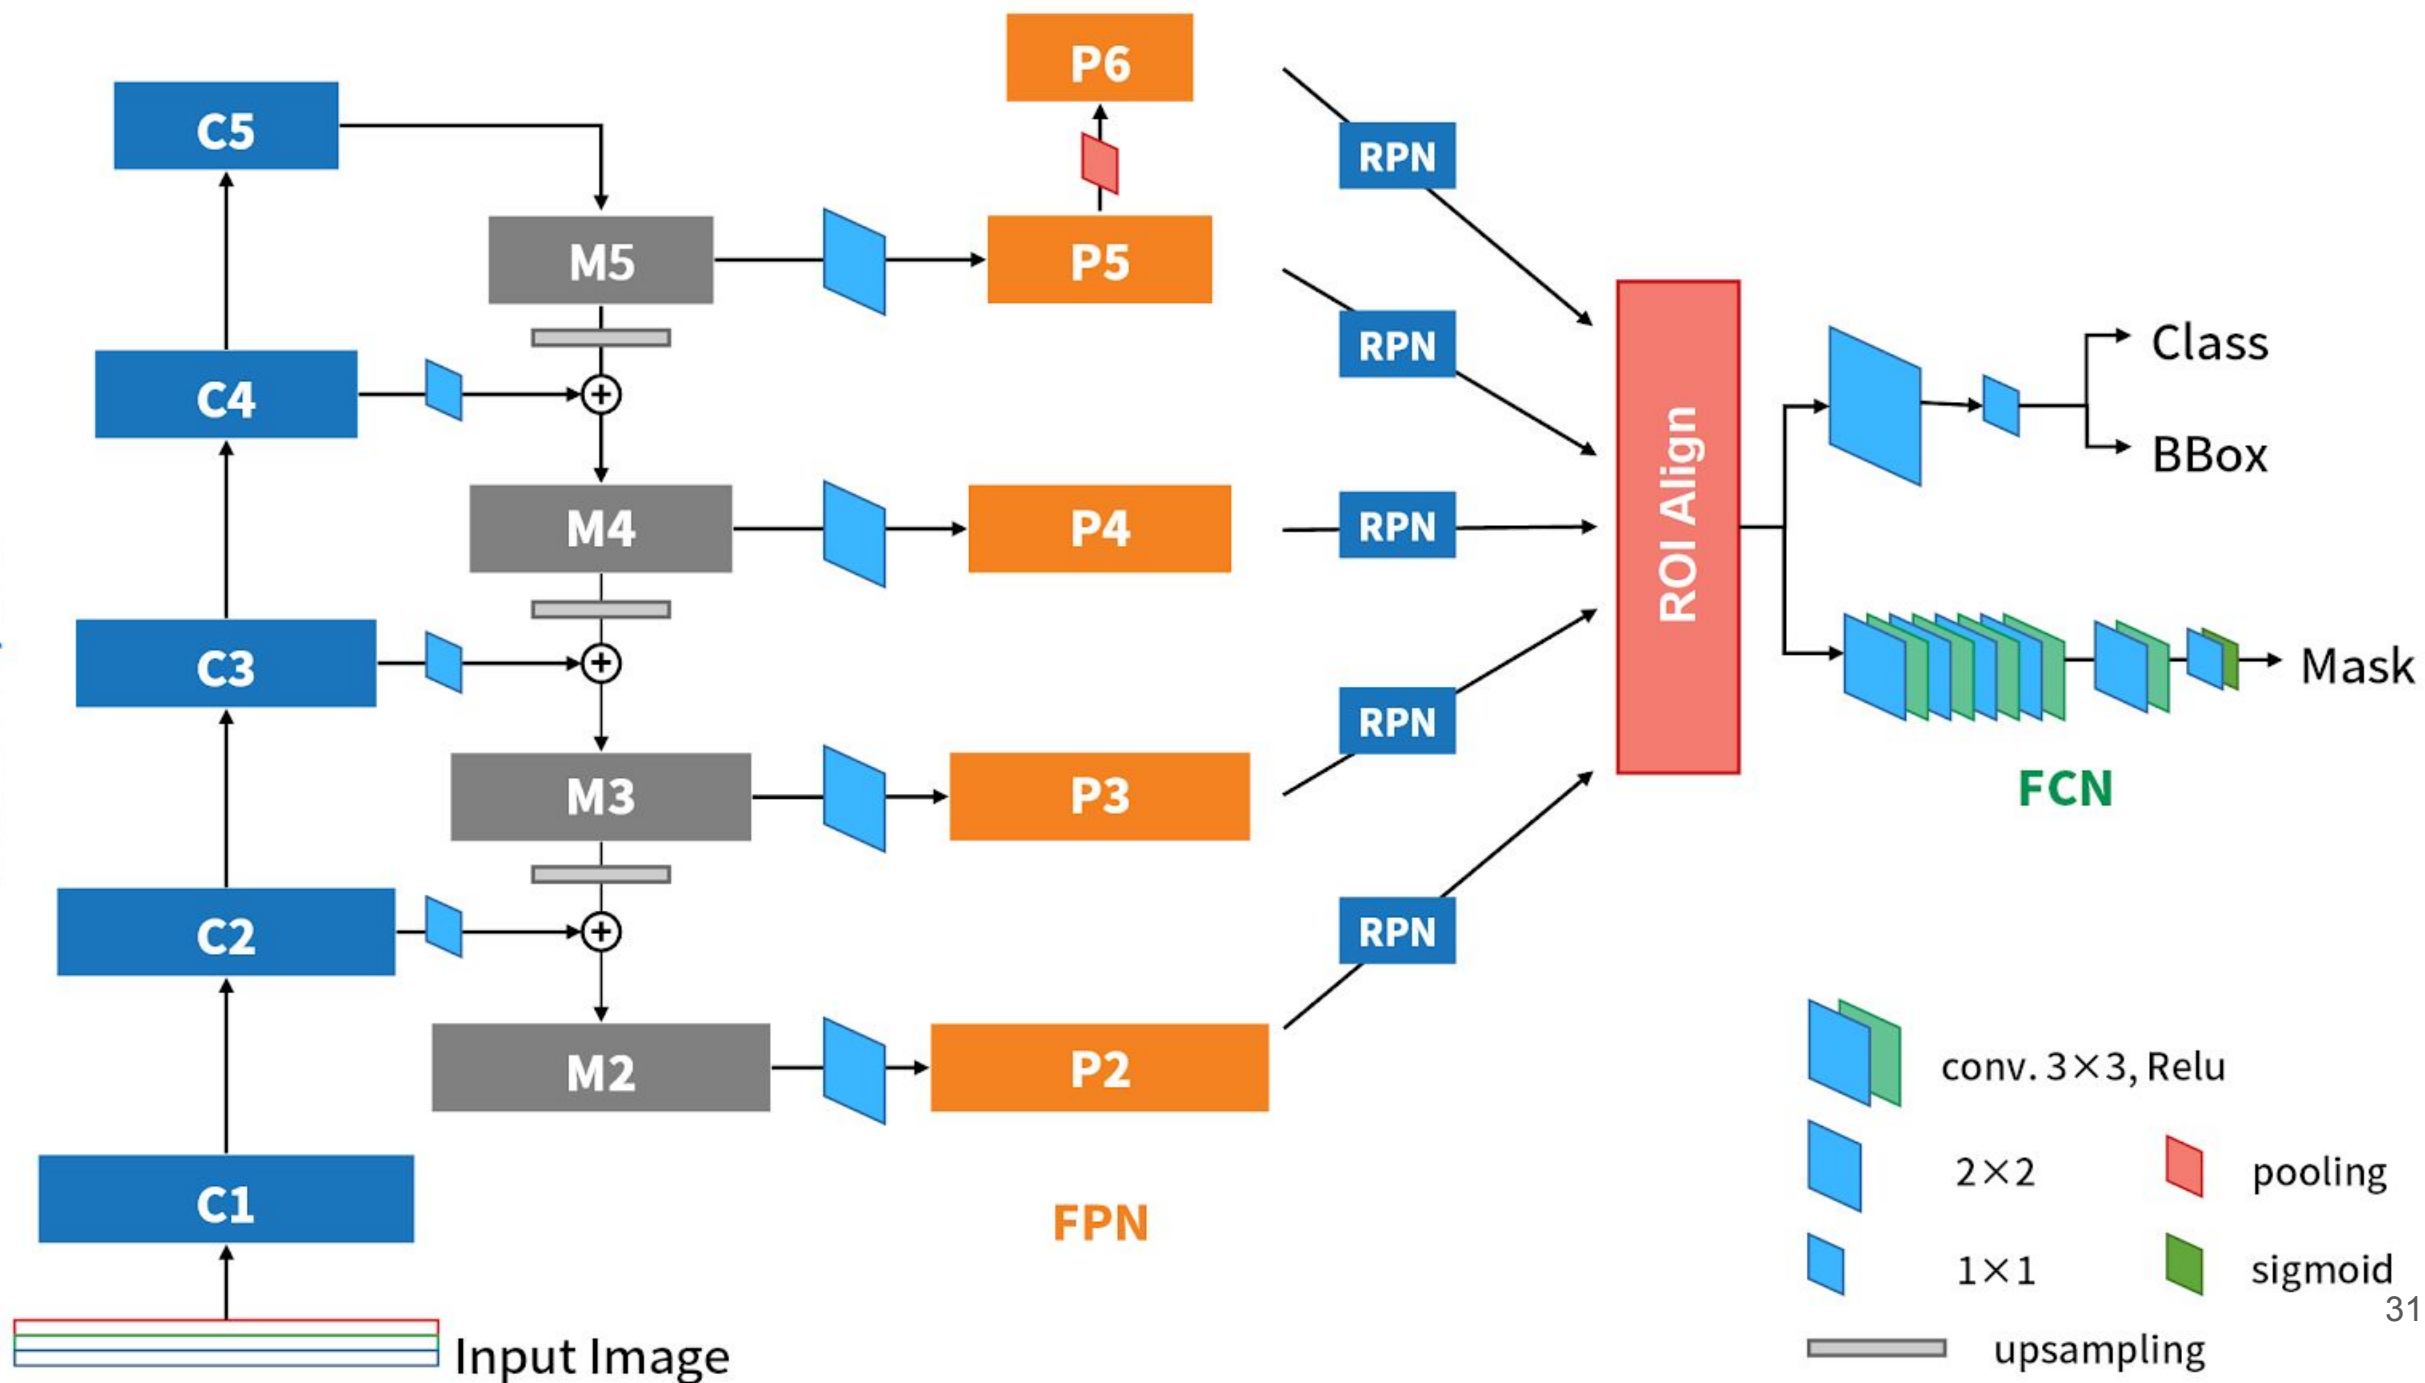 P6
C5
RPN
M5
P5
RPN
Class
C4
BBox
M4
P4
RPN
ROI Align
C3
Mask
RPN
M3
P3
FCN
C2
RPN
M2
P2
conv. 3×3, Relu
2×2
pooling
C1
FPN
1×1
sigmoid
31
Input Image
upsampling